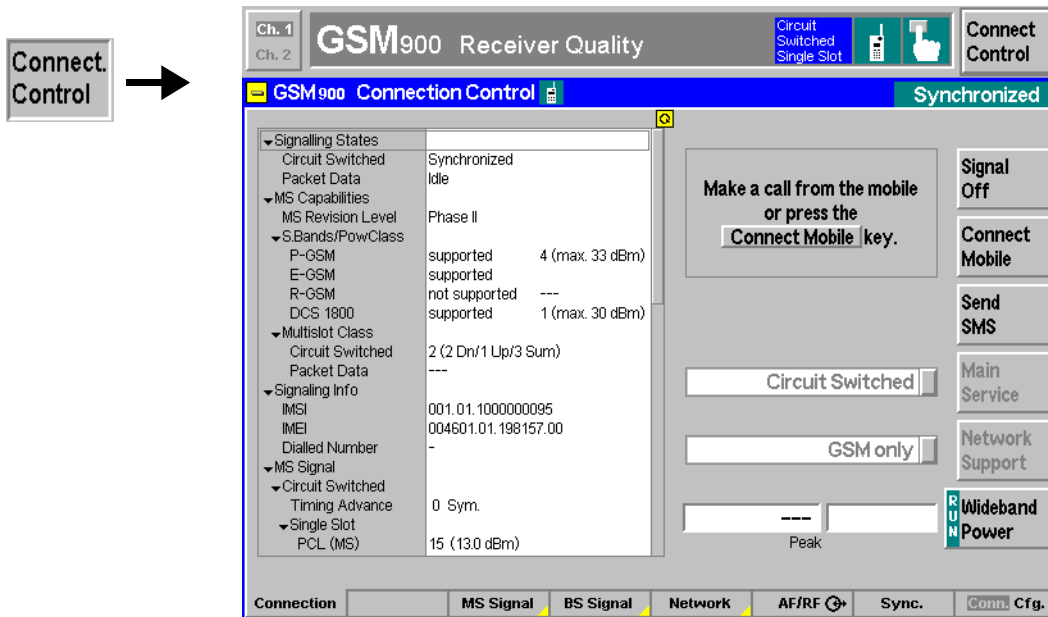 Connect.
Control
Ch. 1
Ch. 2
GSM900 Receiver Quality
Circuit
Switched
Single Slot
Connect
Control
GSM900 Connection Control
Synchronized
Signalling States
Circuit Switched Synchronized
Packet Data Idle
MS Capabilities
MS Revision Level Phase II
S.Bands/PowClass
P-GSM supported 4 (max. 33 dBm)
E-GSM supported
R-GSM not supported ---
DCS 1800 supported 1 (max. 30 dBm)
Multislot Class
Circuit Switched 2 (2 Dn/1 Up/3 Sum)
Packet Data ---
Signaling Info
IMSI 001.01.1000000095
IMEI 004601.01.198157.00
Dialled Number -
MS Signal
Circuit Switched
Timing Advance 0 Sym.
Single Slot
PCL (MS) 15 (13.0 dBm)
Make a call from the mobile
or press the
Connect Mobile key.
Circuit Switched
GSM only
---
Peak
Signal
Off
Connect
Mobile
Send
SMS
Main
Service
Network
Support
RUN
Wideband
Power
Connection MS Signal BS Signal Network AF/RF Sync. Conn. Cfg.